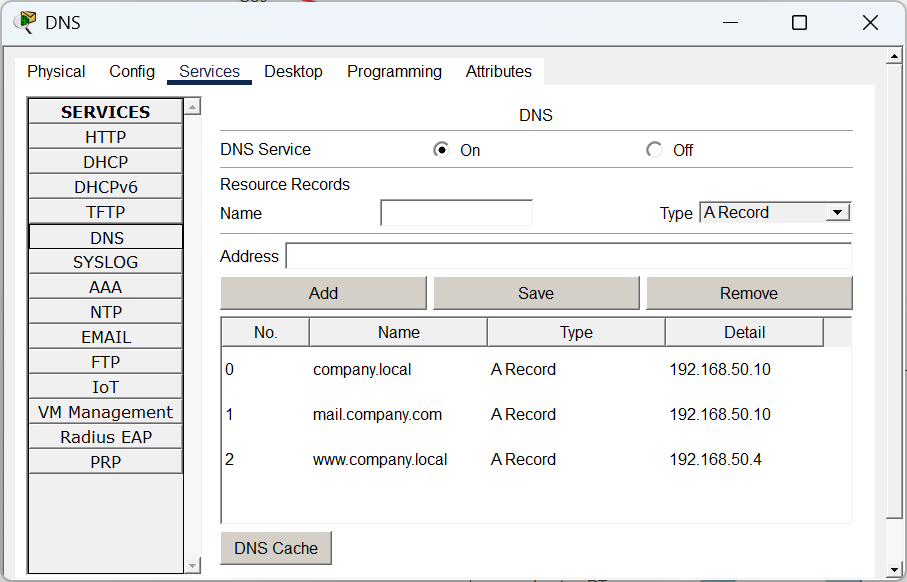 DNS
Physical Config Services Desktop Programming Attributes
SERVICES
HTTP
DHCP
DHCPv6
TFTP
DNS
SYSLOG
AAA
NTP
EMAIL
FTP
IoT
VM Management
Radius EAP
PRP
DNS
DNS Service On Off
Resource Records
Name Type A Record
Address
Add Save Remove
No. Name Type Detail
0 company.local A Record 192.168.50.10
1 mail.company.com A Record 192.168.50.10
2 www.company.local A Record 192.168.50.4
DNS Cache